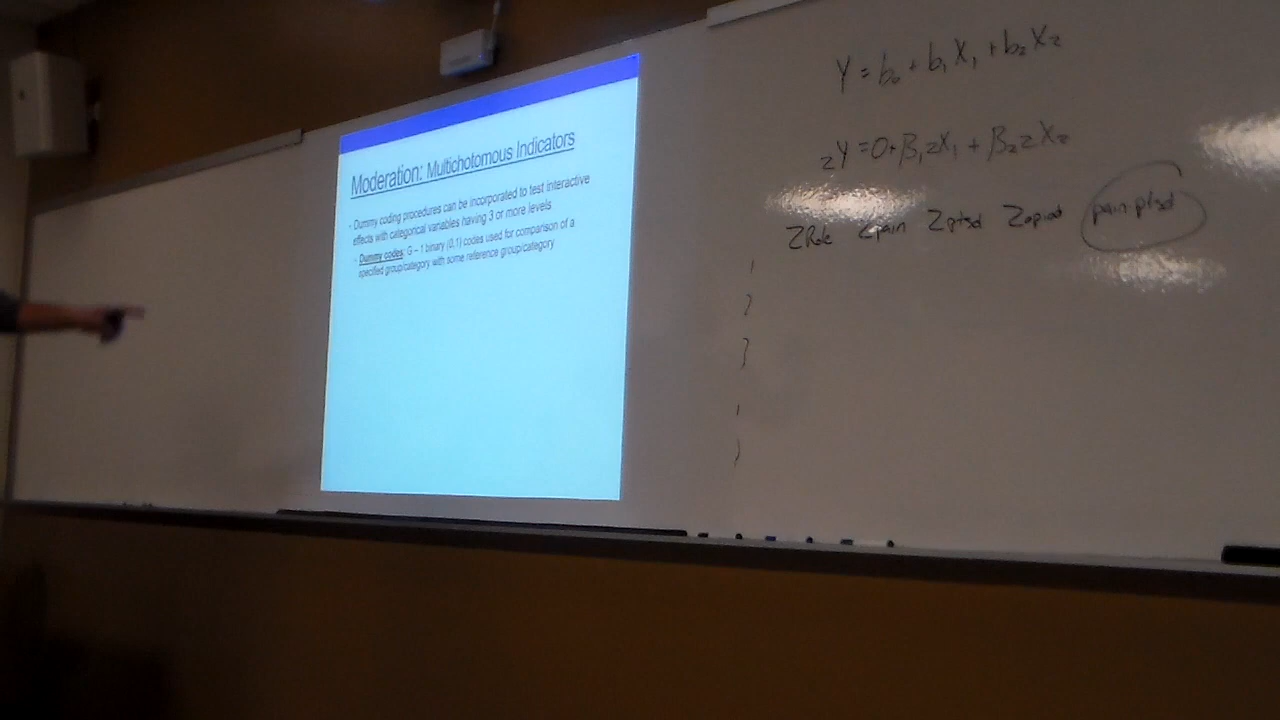 Moderation: Multichotomous Indicators
Dummy coding procedures can be incorporated to test interactive
effects with categorical variables having 3 or more levels
Dummy codes: G – 1 binary (0,1) codes used for comparison of a
specified group/category with some reference group/category
Y = b₀ + b₁X₁ + b₂X₂
zY = 0 + β₁zX₁ + β₂zX₂
ZRole Zpain Zptsd pain·ptsd